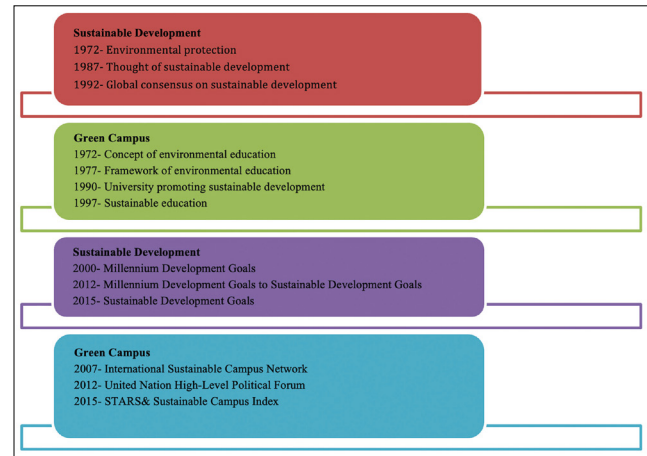 Sustainable Development
1972- Environmental protection
1987- Thought of sustainable development
1992- Global consensus on sustainable development
Green Campus
1972- Concept of environmental education
1977- Framework of environmental education
1990- University promoting sustainable development
1997- Sustainable education
Sustainable Development
2000- Millennium Development Goals
2012- Millennium Development Goals to Sustainable Development Goals
2015- Sustainable Development Goals
Green Campus
2007- International Sustainable Campus Network
2012- United Nation High-Level Political Forum
2015- STARS& Sustainable Campus Index